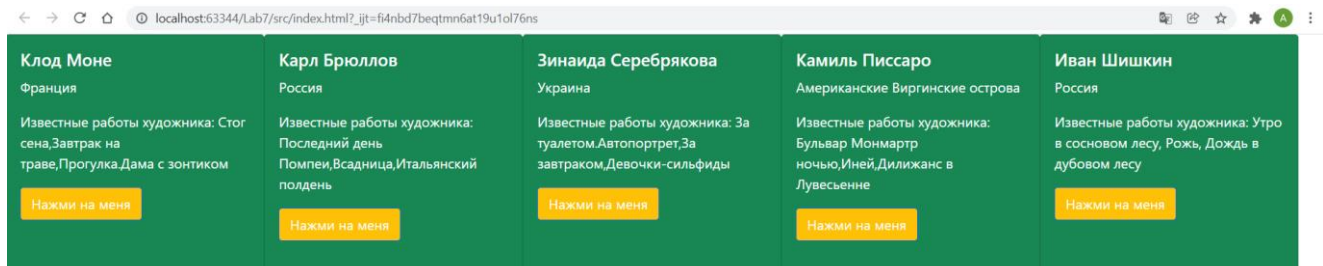 localhost:63344/Lab7/src/index.html?_ijt=fi4nbd7beqtmn6at19u1ol76ns
A
Клод Моне
Франция
Известные работы художника: Стог
сена,Завтрак на
траве,Прогулка.Дама с зонтиком
Нажми на меня
Карл Брюллов
Россия
Известные работы художника:
Последний день
Помпеи,Всадница,Итальянский
полдень
Нажми на меня
Зинаида Серебрякова
Украина
Известные работы художника: За
туалетом.Автопортрет,За
завтраком,Девочки-сильфиды
Нажми на меня
Камиль Писсаро
Американские Виргинские острова
Известные работы художника:
Бульвар Монмартр
ночью,Иней,Дилижанс в
Лувесьенне
Нажми на меня
Иван Шишкин
Россия
Известные работы художника: Утро
в сосновом лесу, Рожь, Дождь в
дубовом лесу
Нажми на меня